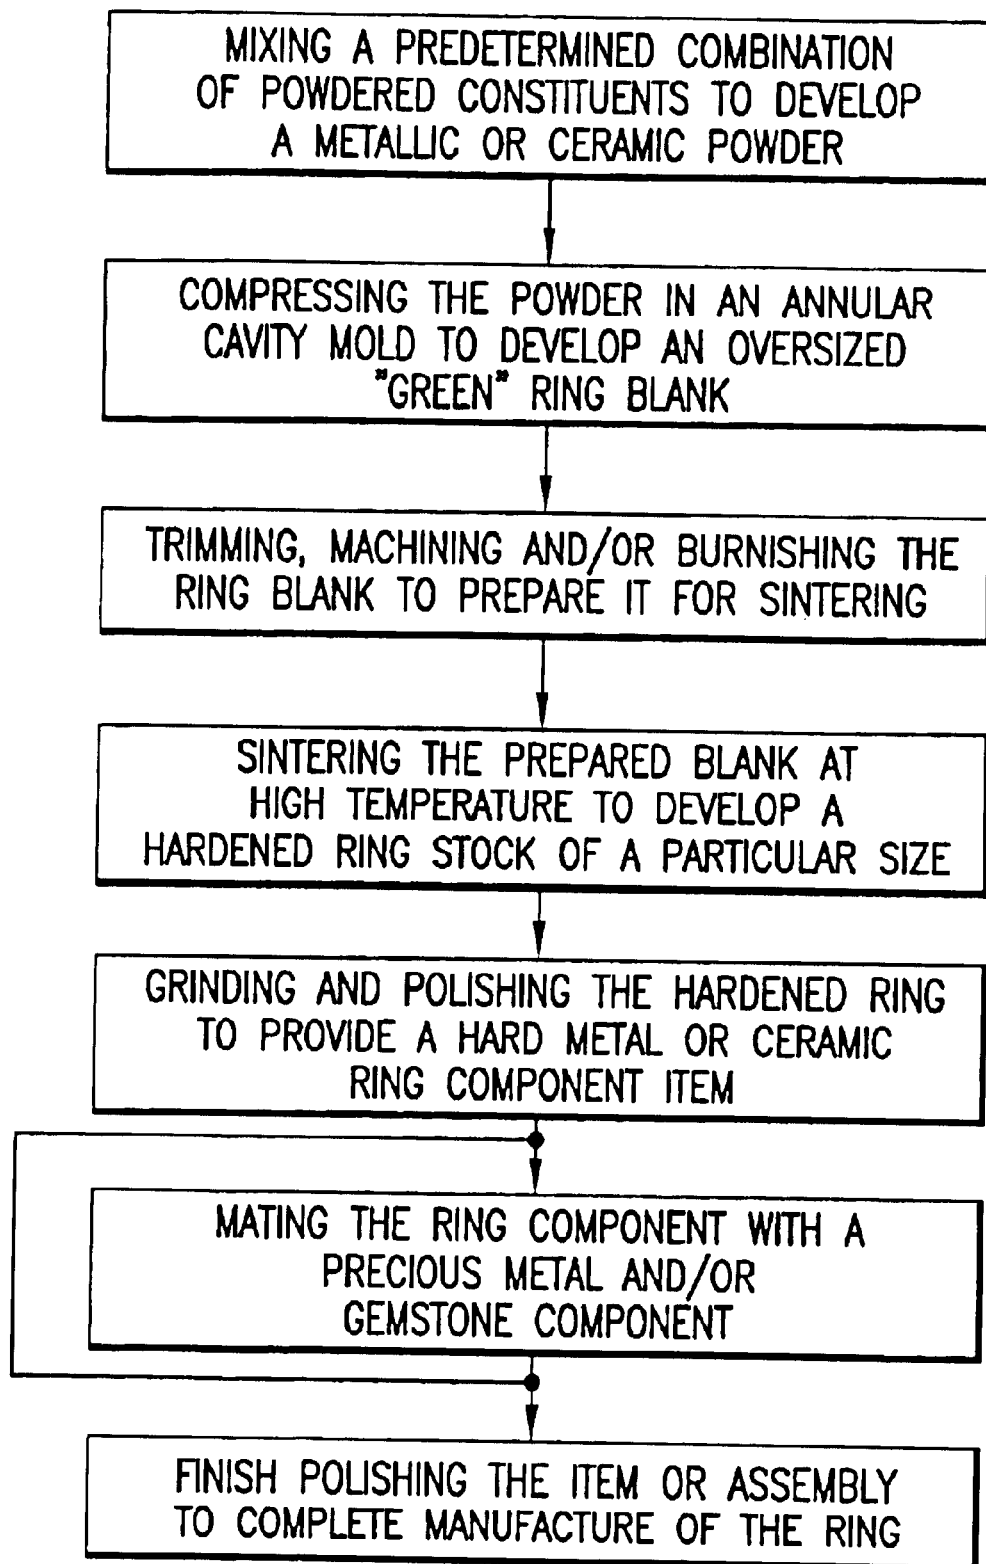 MIXING A PREDETERMINED COMBINATION
OF POWDERED CONSTITUENTS TO DEVELOP
A METALLIC OR CERAMIC POWDER
COMPRESSING THE POWDER IN AN ANNULAR
CAVITY MOLD TO DEVELOP AN OVERSIZED
"GREEN" RING BLANK
TRIMMING, MACHINING AND/OR BURNISHING THE
RING BLANK TO PREPARE IT FOR SINTERING
SINTERING THE PREPARED BLANK AT
HIGH TEMPERATURE TO DEVELOP A
HARDENED RING STOCK OF A PARTICULAR SIZE
GRINDING AND POLISHING THE HARDENED RING
TO PROVIDE A HARD METAL OR CERAMIC
RING COMPONENT ITEM
MATING THE RING COMPONENT WITH A
PRECIOUS METAL AND/OR
GEMSTONE COMPONENT
FINISH POLISHING THE ITEM OR ASSEMBLY
TO COMPLETE MANUFACTURE OF THE RING